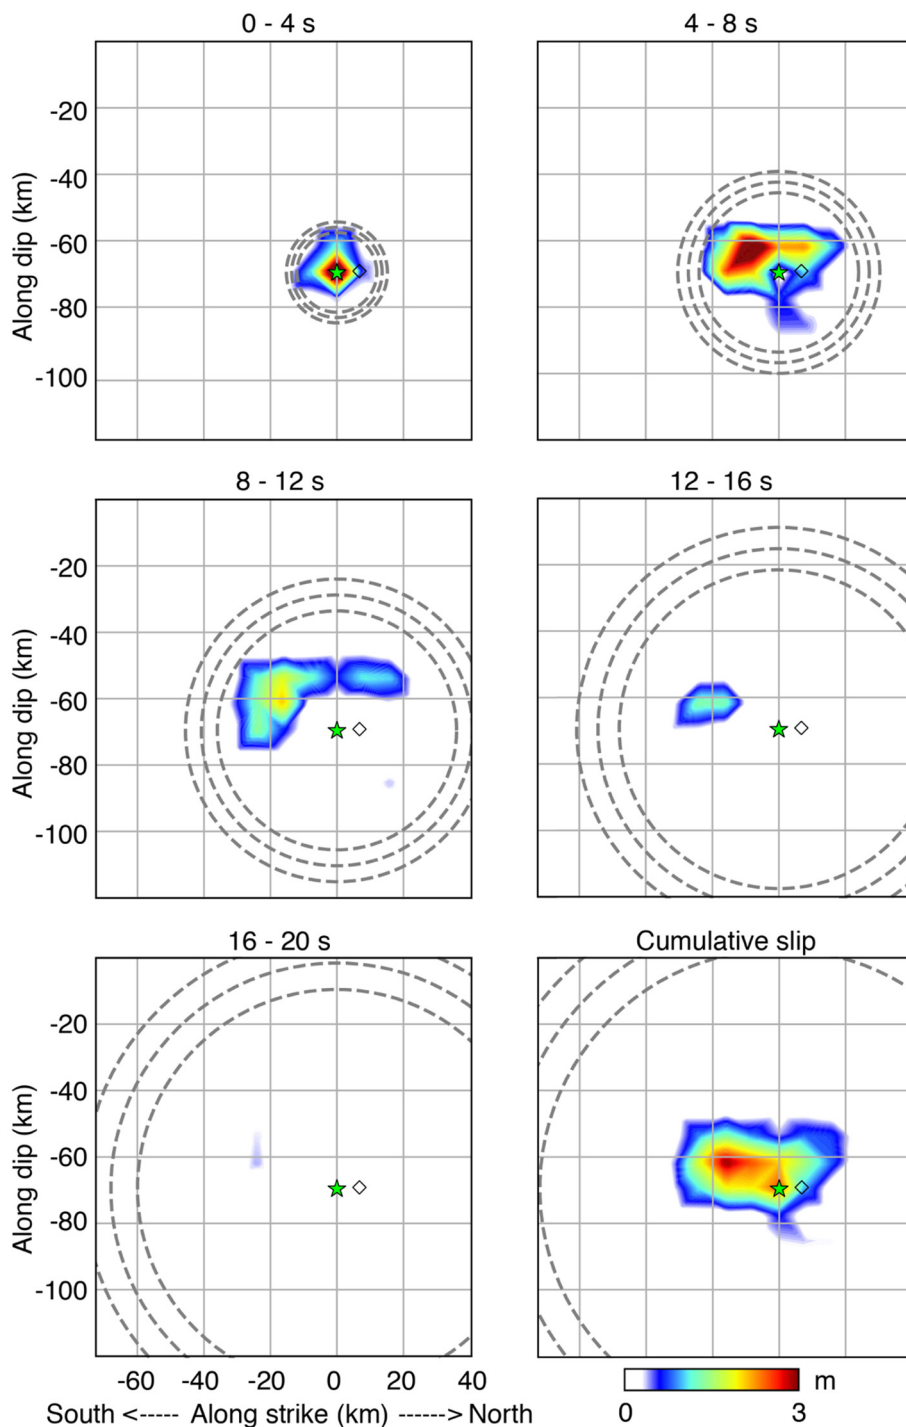 0 - 4 s
4 - 8 s
Along dip (km)
-20
-40
-60
-80
-100
8 - 12 s
12 - 16 s
Along dip (km)
-20
-40
-60
-80
-100
16 - 20 s
Cumulative slip
Along dip (km)
-20
-40
-60
-80
-100
-60 -40 -20 0 20 40
South <----- Along strike (km) ------> North
0 3 m